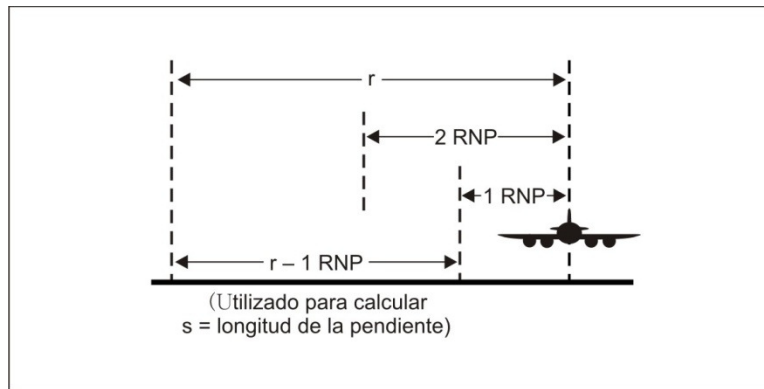 r
2 RNP
1 RNP
r – 1 RNP
(Utilizado para calcular
s = longitud de la pendiente)